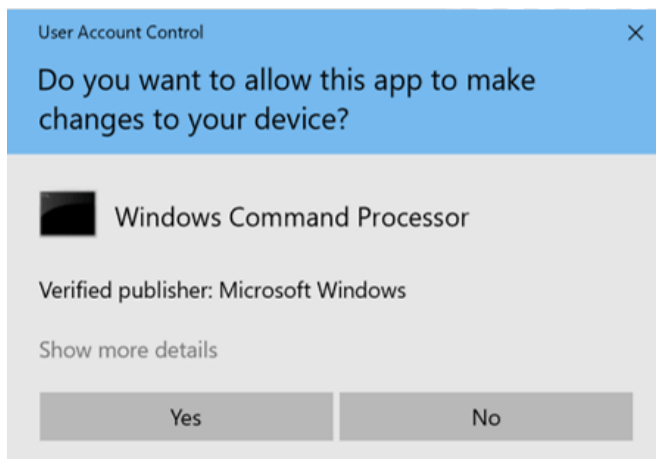 User Account Control
Do you want to allow this app to make
changes to your device?
Windows Command Processor
Verified publisher: Microsoft Windows
Show more details
Yes
No